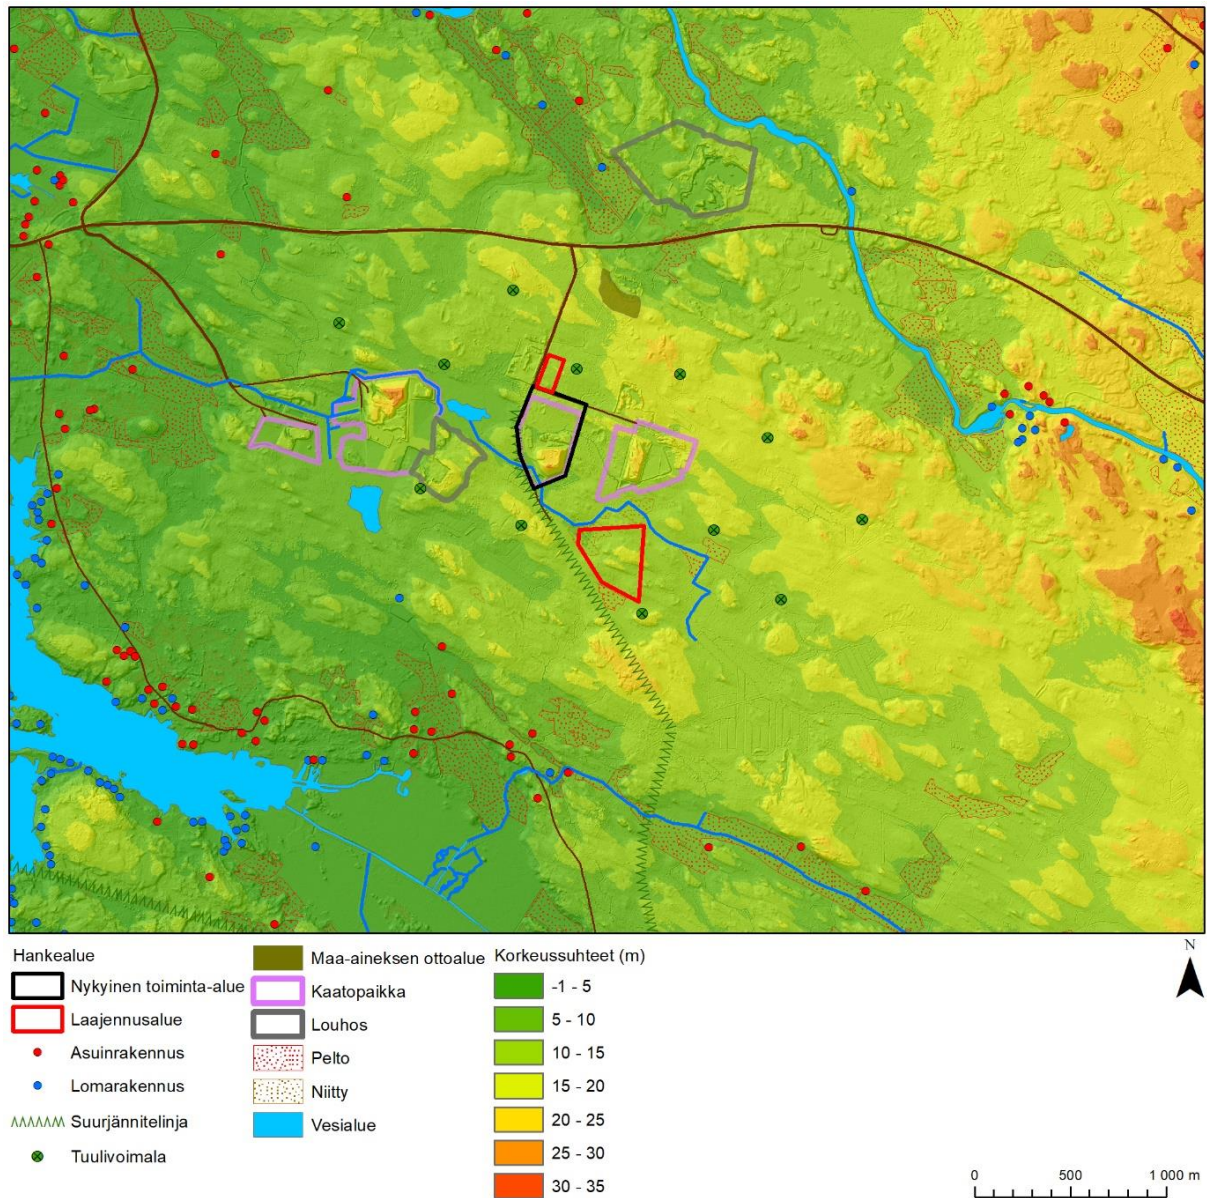 Hankealue
Nykyinen toiminta-alue
Laajennusalue
Asuinrakennus
Lomarakennus
Suurjännitelinja
Tuulivoimala
Maa-aineksen ottoalue
Kaatopaikka
Louhos
Pelto
Niitty
Vesialue
Korkeussuhteet (m)
-1 - 5
5 - 10
10 - 15
15 - 20
20 - 25
25 - 30
30 - 35
N
0 500 1 000 m